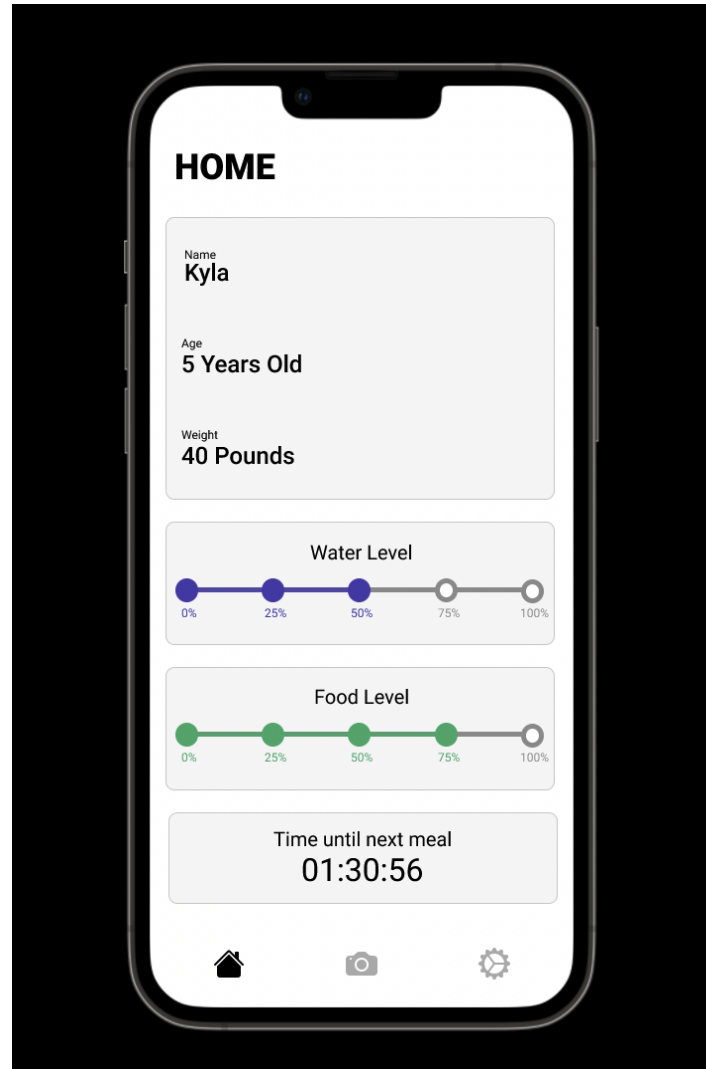 HOME
Name
Kyla
Age
5 Years Old
Weight
40 Pounds
Water Level
0% 25% 50% 75% 100%
Food Level
0% 25% 50% 75% 100%
Time until next meal
01:30:56